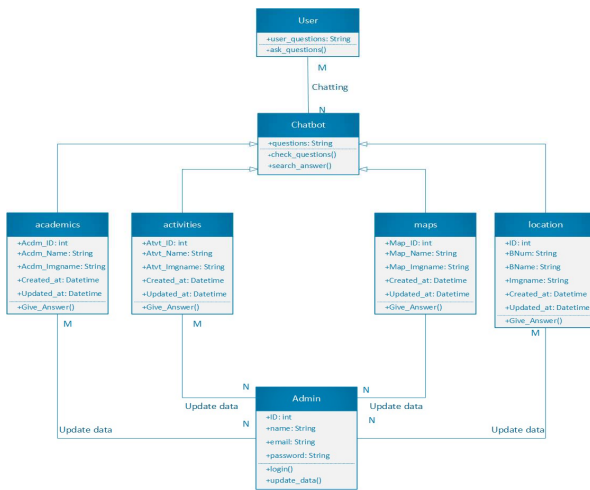 User
+user_questions: String
+ask_questions()
M
Chatting
N
Chatbot
+questions: String
+check_questions()
+search_answer()
academics
+Acdm_ID: int
+Acdm_Name: String
+Acdm_Imgname: String
+Created_at: Datetime
+Updated_at: Datetime
+Give_Answer()
M
activities
+Atvt_ID: int
+Atvt_Name: String
+Atvt_Imgname: String
+Created_at: Datetime
+Updated_at: Datetime
+Give_Answer()
M
maps
+Map_ID: int
+Map_Name: String
+Map_Imgname: String
+Created_at: Datetime
+Updated_at: Datetime
+Give_Answer()
M
location
+ID: int
+BNum: String
+BName: String
+Imgname: String
+Created_at: Datetime
+Updated_at: Datetime
+Give_Answer()
M
N
N
Update data
Update data
N
N
Update data
Update data
Admin
+ID: int
+name: String
+email: String
+password: String
+login()
+update_data()